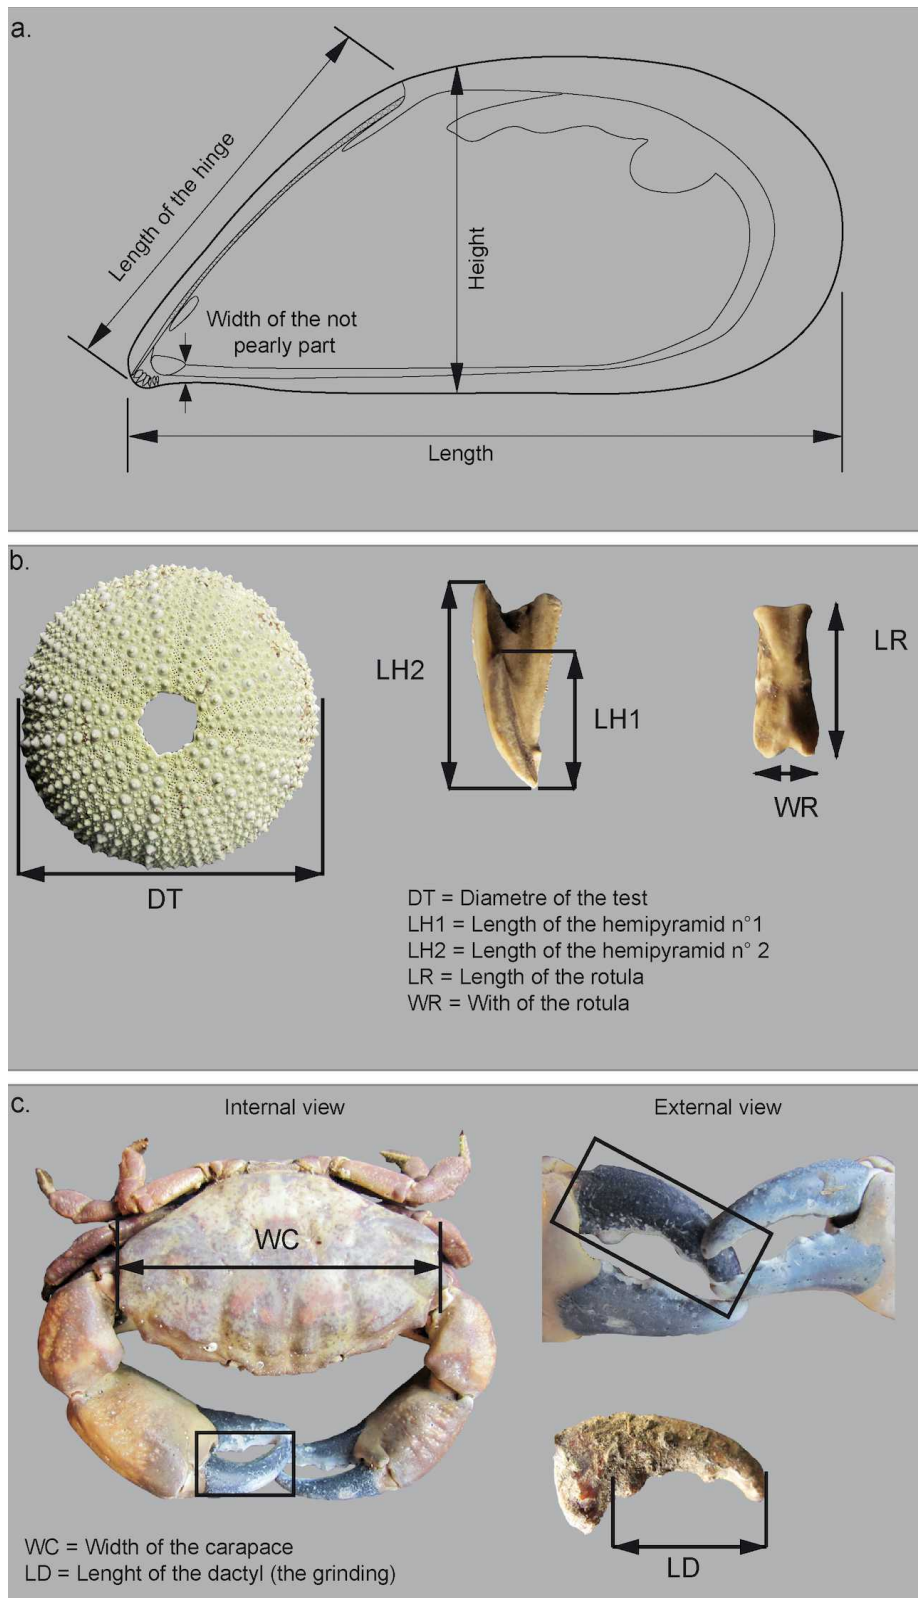 a.
Length of the hinge
Height
Width of the not
pearly part
Length
b.
LH2
LH1
LR
WR
DT
DT = Diametre of the test
LH1 = Length of the hemipyramid n°1
LH2 = Length of the hemipyramid n° 2
LR = Length of the rotula
WR = With of the rotula
c.
Internal view
External view
WC
LD
WC = Width of the carapace
LD = Lenght of the dactyl (the grinding)